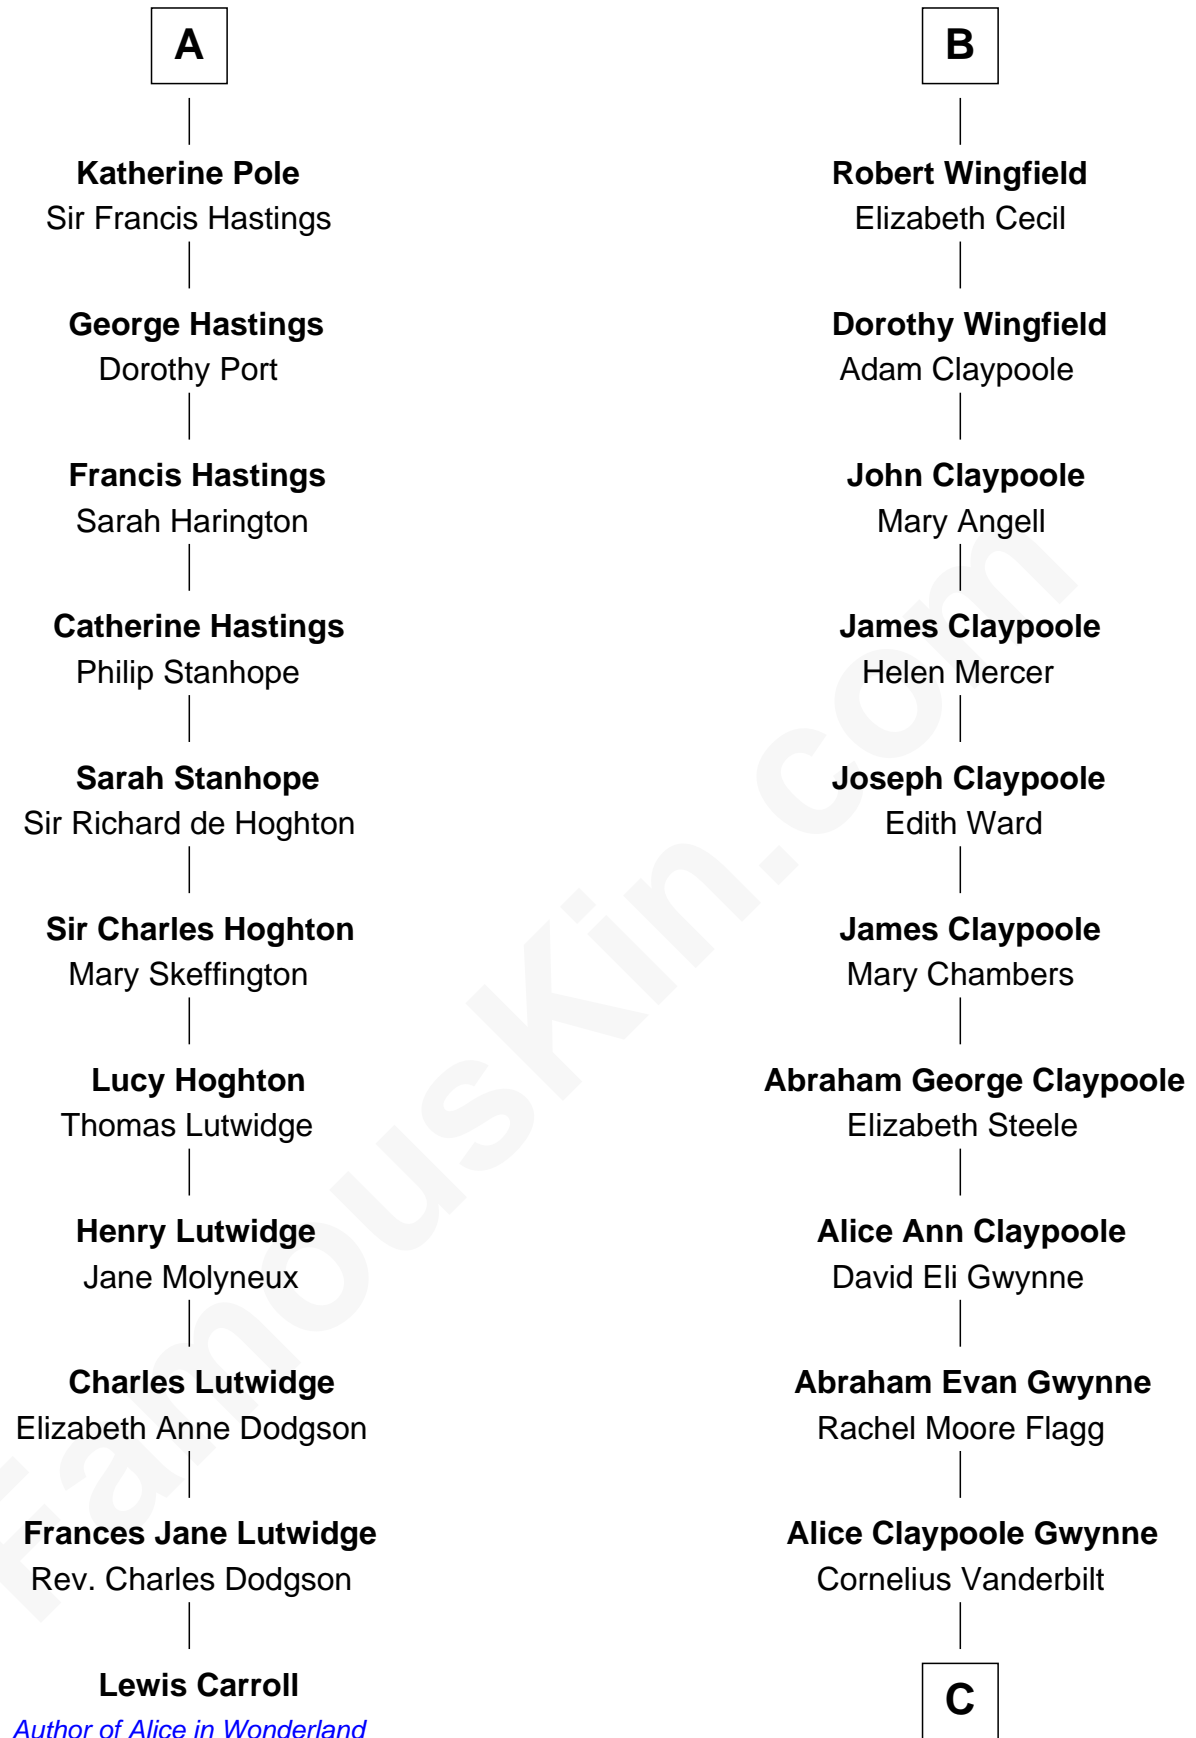 A
Katherine Pole
Sir Francis Hastings
George Hastings
Dorothy Port
Francis Hastings
Sarah Harington
Catherine Hastings
Philip Stanhope
Sarah Stanhope
Sir Richard de Hoghton
Sir Charles Hoghton
Mary Skeffington
Lucy Hoghton
Thomas Lutwidge
Henry Lutwidge
Jane Molyneux
Charles Lutwidge
Elizabeth Anne Dodgson
Frances Jane Lutwidge
Rev. Charles Dodgson
Lewis Carroll
Author of Alice in Wonderland
B
Robert Wingfield
Elizabeth Cecil
Dorothy Wingfield
Adam Claypoole
John Claypoole
Mary Angell
James Claypoole
Helen Mercer
Joseph Claypoole
Edith Ward
James Claypoole
Mary Chambers
Abraham George Claypoole
Elizabeth Steele
Alice Ann Claypoole
David Eli Gwynne
Abraham Evan Gwynne
Rachel Moore Flagg
Alice Claypoole Gwynne
Cornelius Vanderbilt
C
FamousKin.com